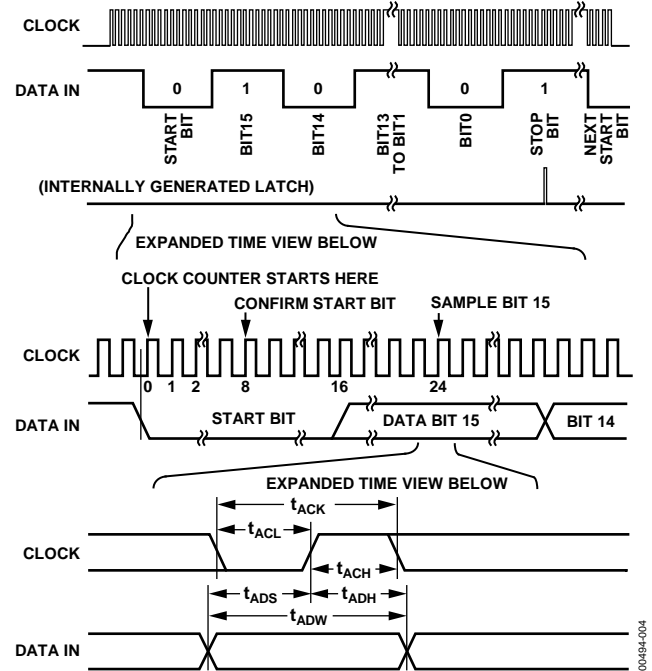 CLOCK
DATA IN
0 1 0 0 1
START BIT
BIT15
BIT14
BIT13 TO BIT1
BIT0
STOP BIT
NEXT START BIT
(INTERNALLY GENERATED LATCH)
EXPANDED TIME VIEW BELOW
CLOCK COUNTER STARTS HERE
CONFIRM START BIT
SAMPLE BIT 15
CLOCK
0 1 2 8 16 24
DATA IN
START BIT
DATA BIT 15
BIT 14
EXPANDED TIME VIEW BELOW
tACK
tACL
CLOCK
tACH
tADS
tADH
tADW
DATA IN
00494-004